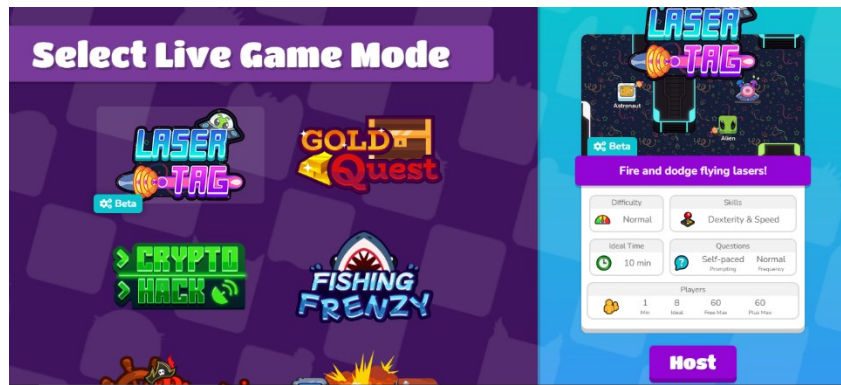 Select Live Game Mode
LASER
TAG
Beta
GOLD
Quest
> CRYPTO
> HACK
FISHING
FRENZY
LASER
TAG
Astronaut
Alien
Beta
Fire and dodge flying lasers!
Difficulty
Normal
Skills
Dexterity & Speed
Ideal Time
10 min
Questions
Self-paced Normal
Prompting Frequency
Players
1 8 60 60
Min Ideal Free Max Plus Max
Host